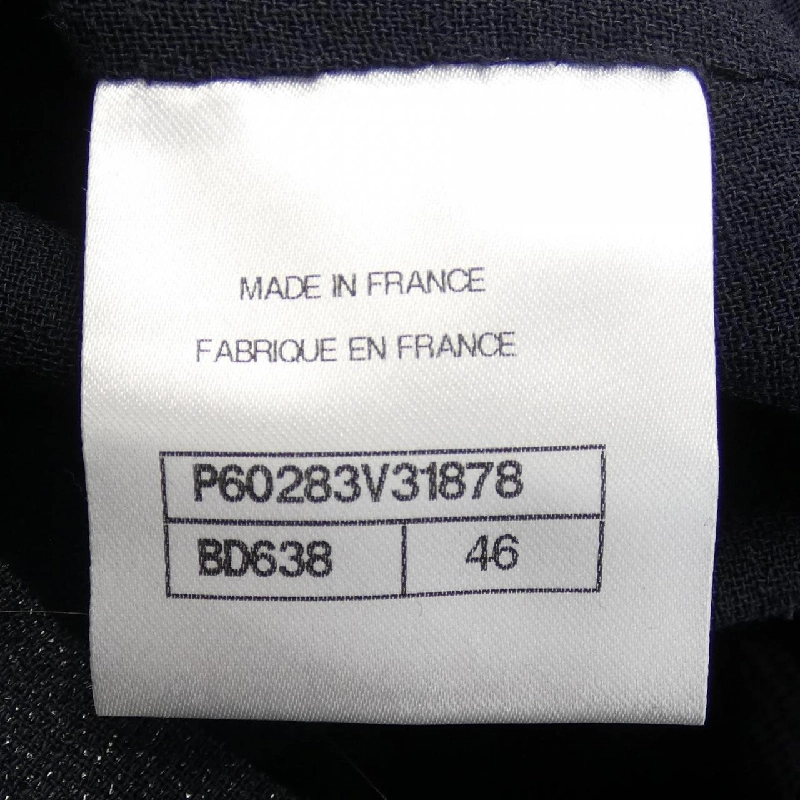 MADE IN FRANCE
FABRIQUE EN FRANCE
P60283V31878
BD638 46